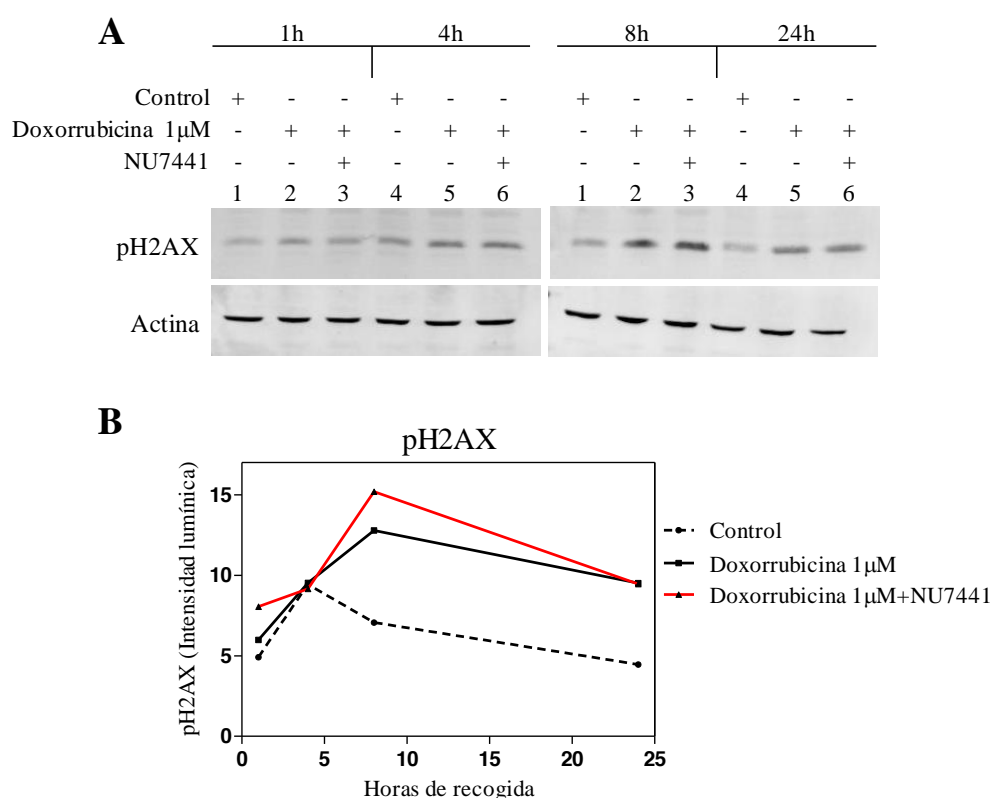 A
1h 4h 8h 24h
Control + - - + - - + - - + - -
Doxorrubicina 1µM - + + - + + - + + - + +
NU7441 - - + - - + - - + - - +
1 2 3 4 5 6 1 2 3 4 5 6
pH2AX
Actina
B
pH2AX
pH2AX (Intensidad lumínica)
15
10
5
0
0 5 10 15 20 25
Horas de recogida
Control
Doxorrubicina 1µM
Doxorrubicina 1µM+NU7441